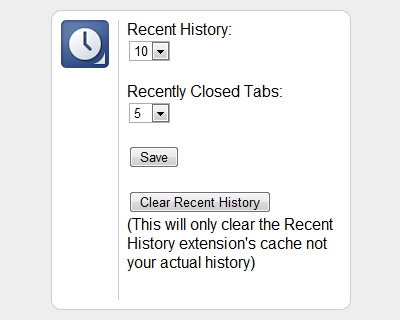 Recent History:
10
Recently Closed Tabs:
5
Save
Clear Recent History
(This will only clear the Recent
History extension's cache not
your actual history)